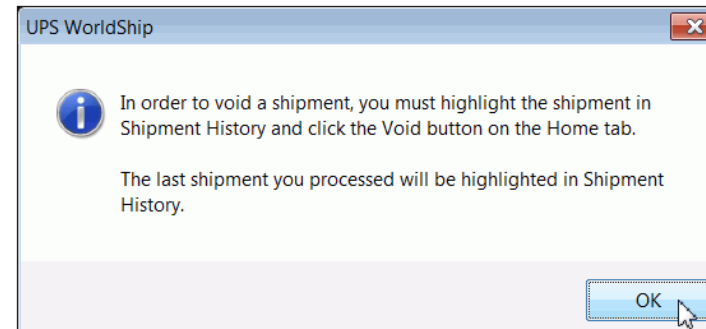 UPS WorldShip
In order to void a shipment, you must highlight the shipment in
Shipment History and click the Void button on the Home tab.
The last shipment you processed will be highlighted in Shipment
History.
OK